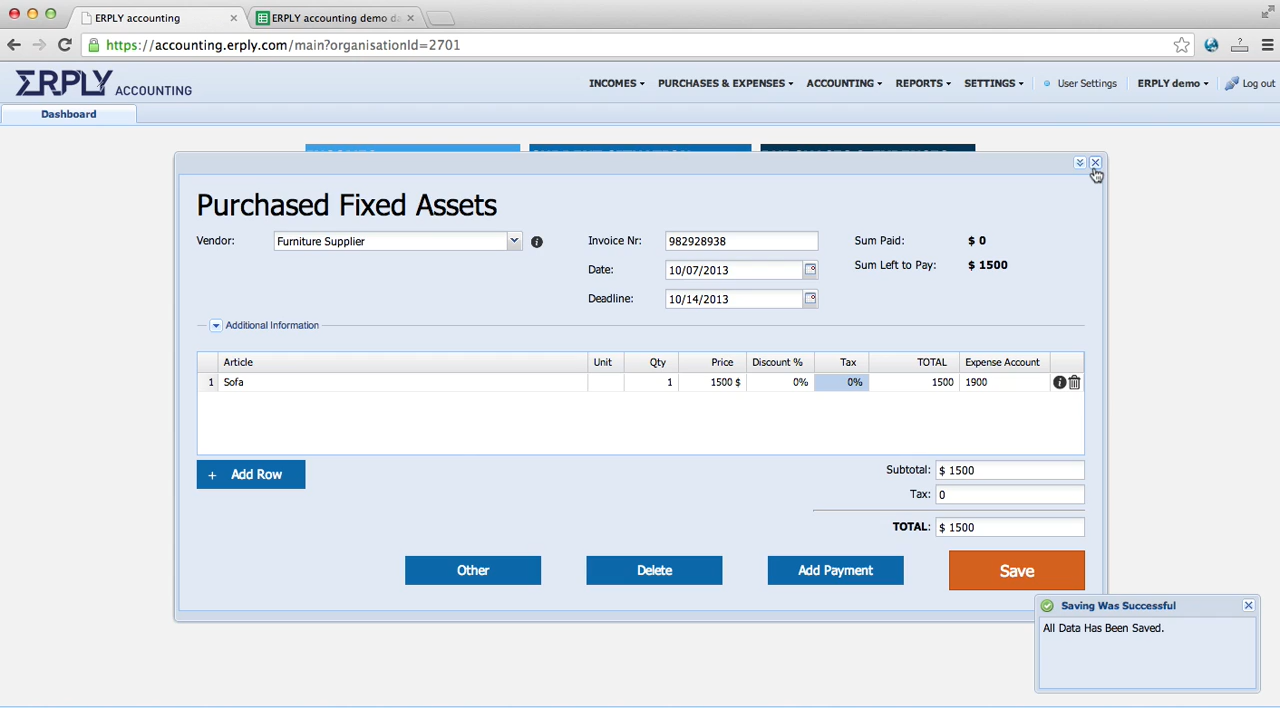 ERPLY accounting
ERPLY accounting demo da
https://accounting.erply.com/main?organisationId=2701
ERPLY ACCOUNTING
INCOMES PURCHASES & EXPENSES ACCOUNTING REPORTS SETTINGS User Settings ERPLY demo Log out
Dashboard
Purchased Fixed Assets
Vendor: Furniture Supplier Invoice Nr: 982928938 Sum Paid: $ 0
Date: 10/07/2013 Sum Left to Pay: $ 1500
Deadline: 10/14/2013
Additional Information
Article Unit Qty Price Discount % Tax TOTAL Expense Account
1 Sofa 1 1500 $ 0% 0% 1500 1900
+ Add Row
Subtotal: $ 1500
Tax: 0
TOTAL: $ 1500
Other Delete Add Payment Save
Saving Was Successful
All Data Has Been Saved.